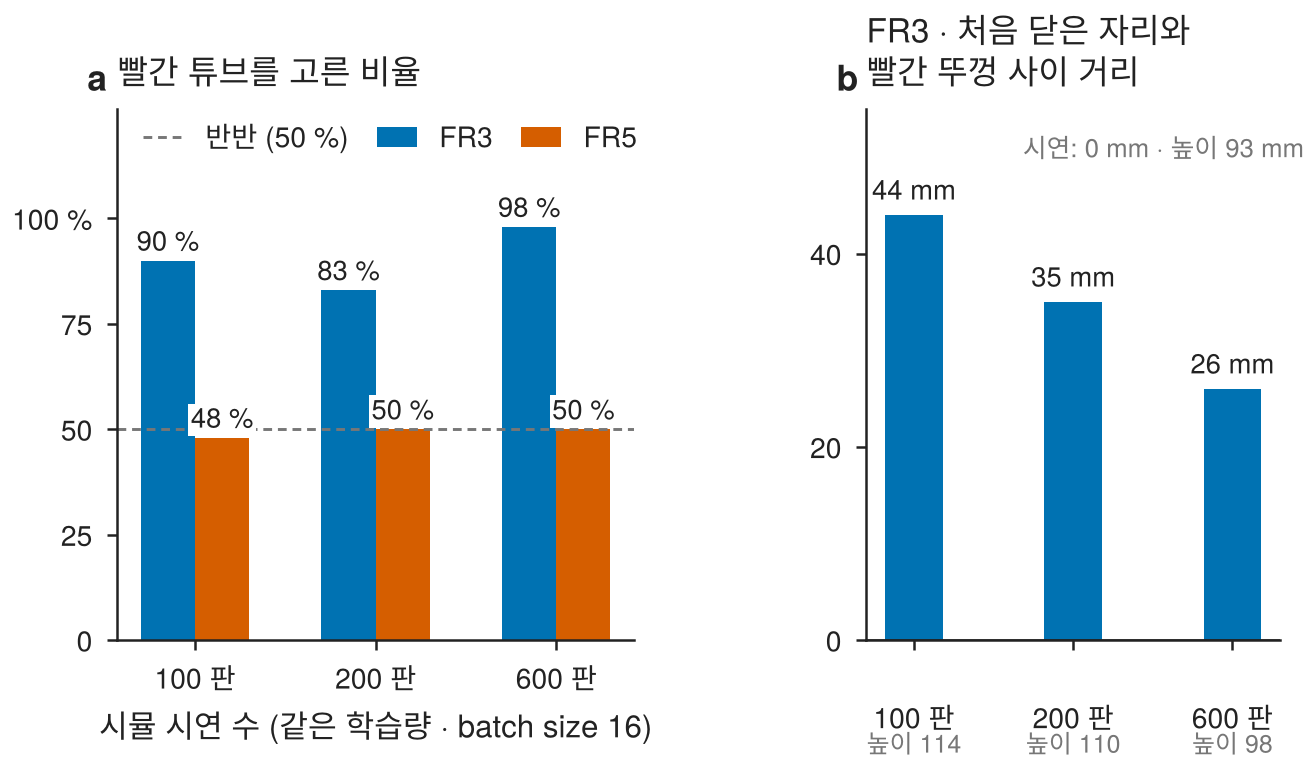 a 빨간 튜브를 고른 비율
반반 (50 %) FR3 FR5
100 %
75
50
25
0
90 %
48 %
83 %
50 %
98 %
50 %
100 판 200 판 600 판
시뮬 시연 수 (같은 학습량 · batch size 16)
FR3 · 처음 닿은 자리와
b 빨간 뚜껑 사이 거리
시연: 0 mm · 높이 93 mm
40
20
0
44 mm
35 mm
26 mm
100 판 200 판 600 판
높이 114 높이 110 높이 98